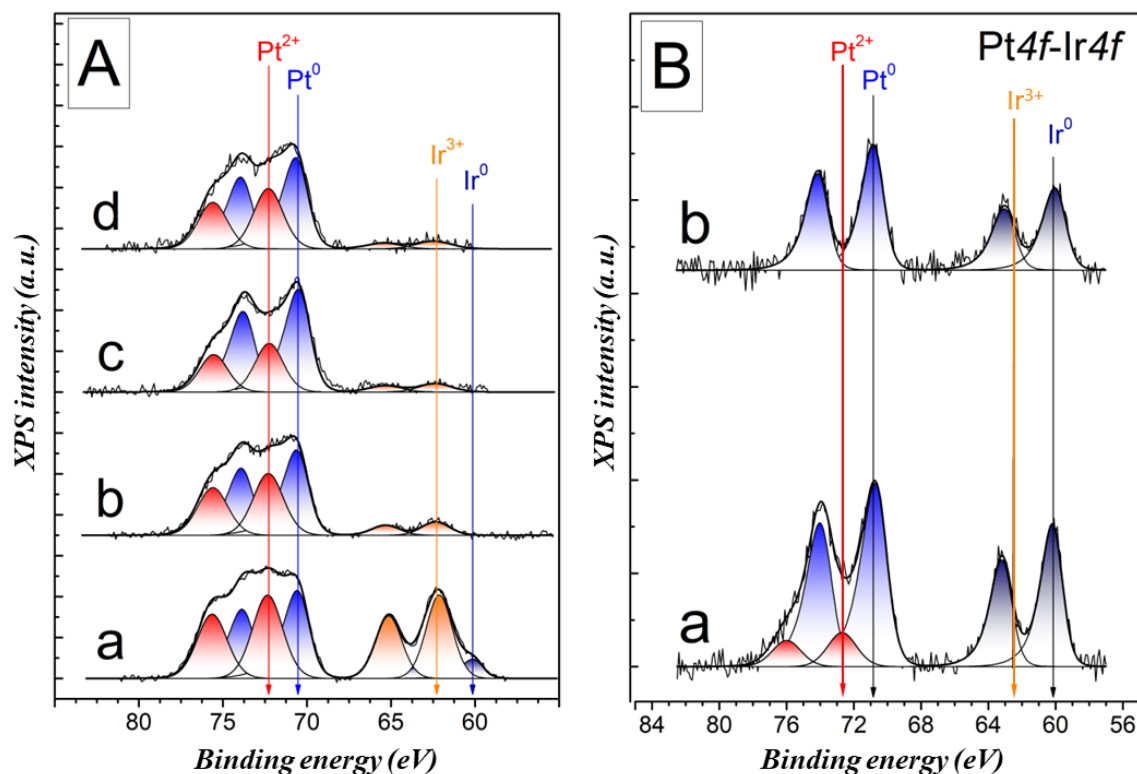 A
Pt²⁺
Pt⁰
Ir³⁺
Ir⁰
d
c
b
a
XPS intensity (a.u.)
80 75 70 65 60
Binding energy (eV)
B
Pt4f-Ir4f
Pt²⁺
Pt⁰
Ir³⁺
Ir⁰
b
a
XPS intensity (a.u.)
84 80 76 72 68 64 60 56
Binding energy (eV)